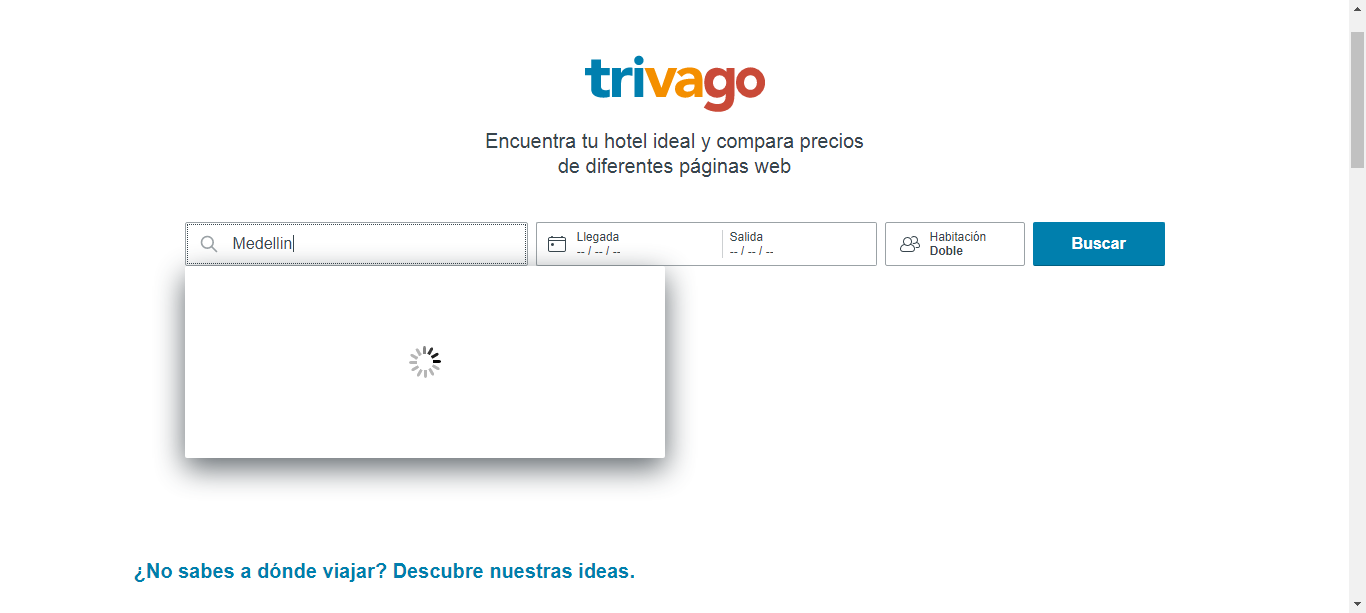 trivago
Encuentra tu hotel ideal y compara precios
de diferentes páginas web
Medellin
Llegada
-- / -- / --
Salida
-- / -- / --
Habitación
Doble
Buscar
¿No sabes a dónde viajar? Descubre nuestras ideas.